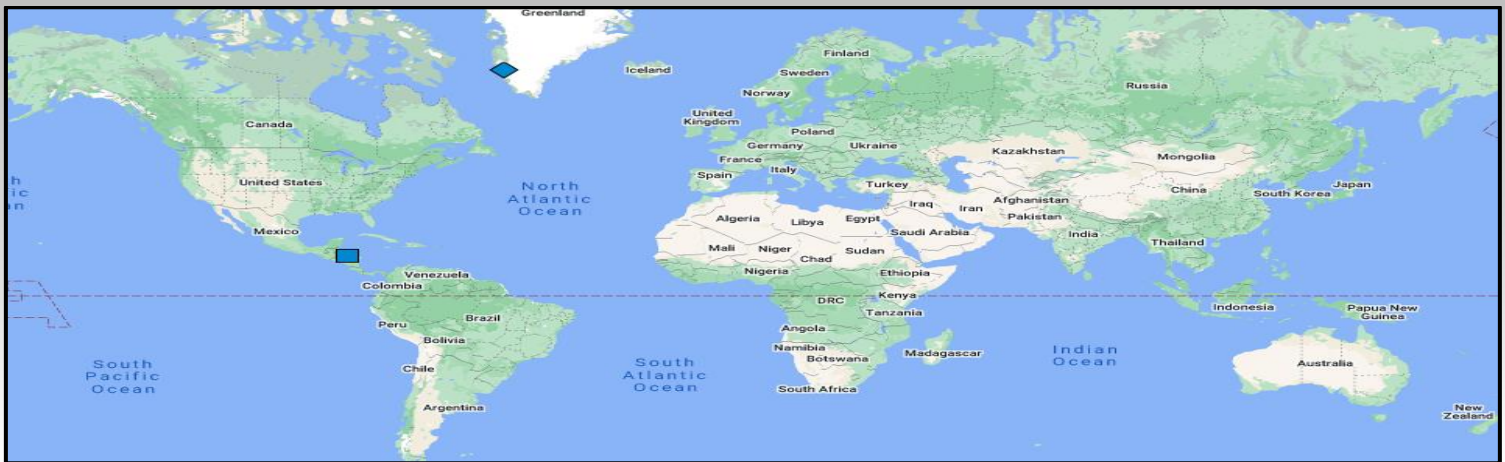 Greenland
Iceland
Finland
Sweden
Norway
Russia
Canada
United
Kingdom
Poland
Germany
Ukraine
France
Kazakhstan
Mongolia
Italy
Spain
United States
North
Atlantic
Ocean
Turkey
China
South Korea
Japan
Iraq
Iran
Afghanistan
Pakistan
Algeria
Libya
Egypt
Saudi Arabia
Mexico
India
Thailand
Mali
Niger
Chad
Sudan
Nigeria
Ethiopia
Venezuela
Colombia
DRC
Kenya
Tanzania
Indonesia
Papua New
Guinea
Brazil
Peru
Bolivia
Angola
Namibia
Botswana
Madagascar
South
Pacific
Ocean
South
Atlantic
Ocean
Indian
Ocean
Chile
Australia
South Africa
Argentina
New
Zealand